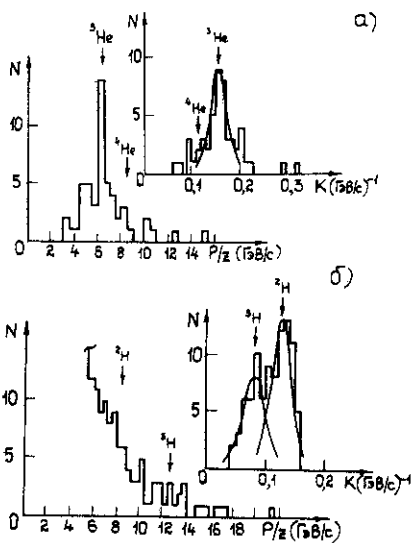 а)
³He
N
10
5
0
⁴He
2 4 6 8 10 12 14 P/z (ГэВ/с)
N
³He
10
⁴He
5
0
0,1 0,2 0,3 K(ГэВ/с)⁻¹
б)
N
10
5
0
²H
³H
2 4 6 8 10 12 14 16 18 P/z (ГэВ/с)
N
²H
³H
10
5
0
0,1 0,2 K(ГэВ/с)⁻¹